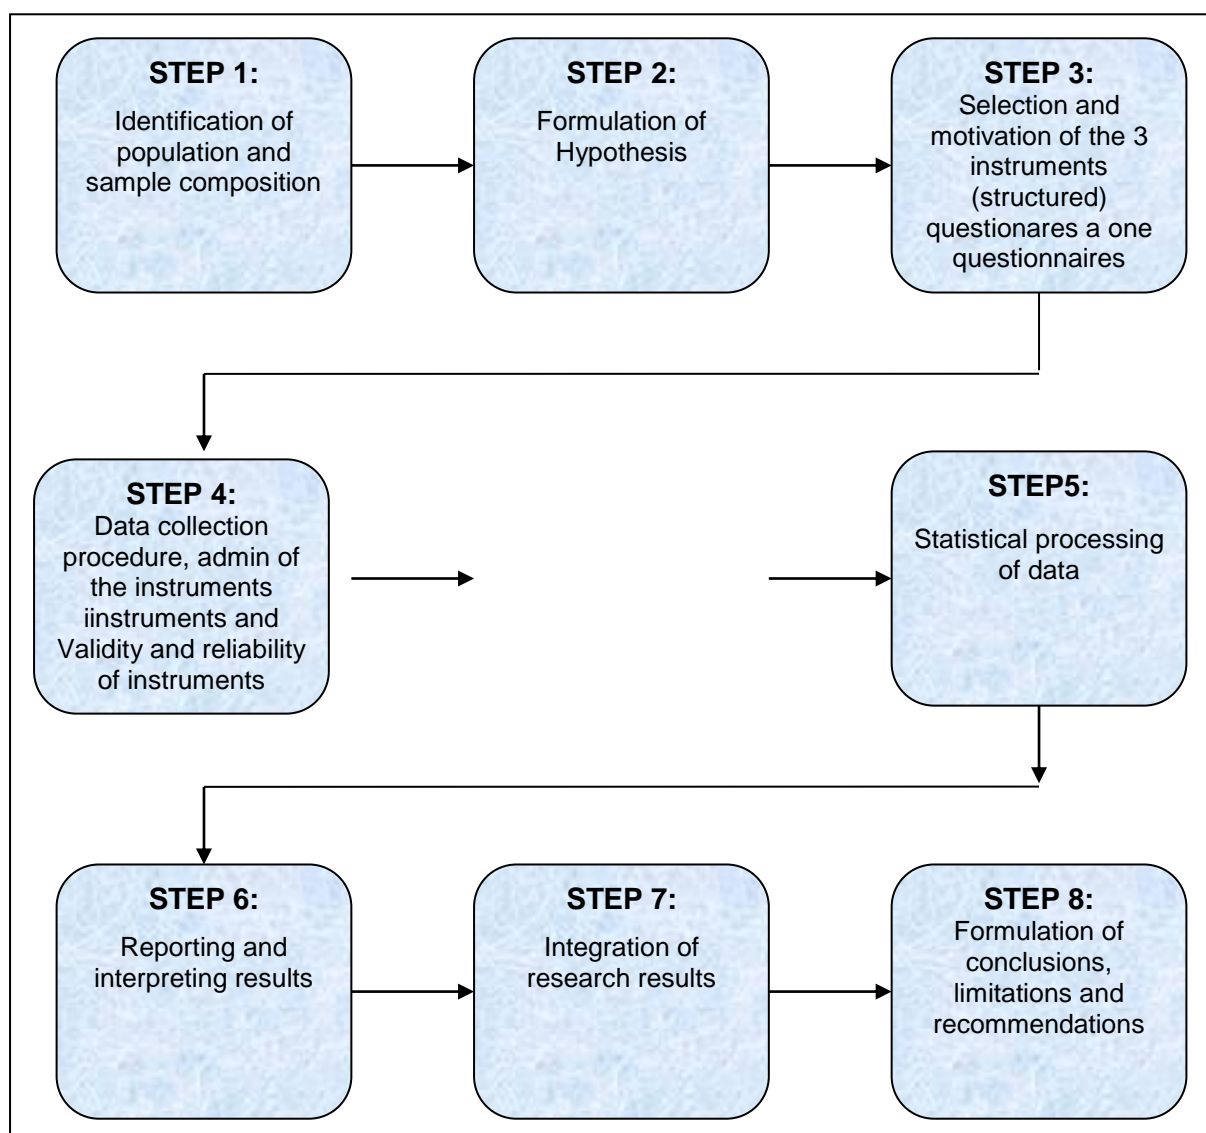 STEP 1:
Identification of
population and
sample composition
STEP 2:
Formulation of
Hypothesis
STEP 3:
Selection and
motivation of the 3
instruments
(structured)
questionares a one
questionnaires
STEP 4:
Data collection
procedure, admin of
the instruments
iinstruments and
Validity and reliability
of instruments
STEP5:
Statistical processing
of data
STEP 6:
Reporting and
interpreting results
STEP 7:
Integration of
research results
STEP 8:
Formulation of
conclusions,
limitations and
recommendations